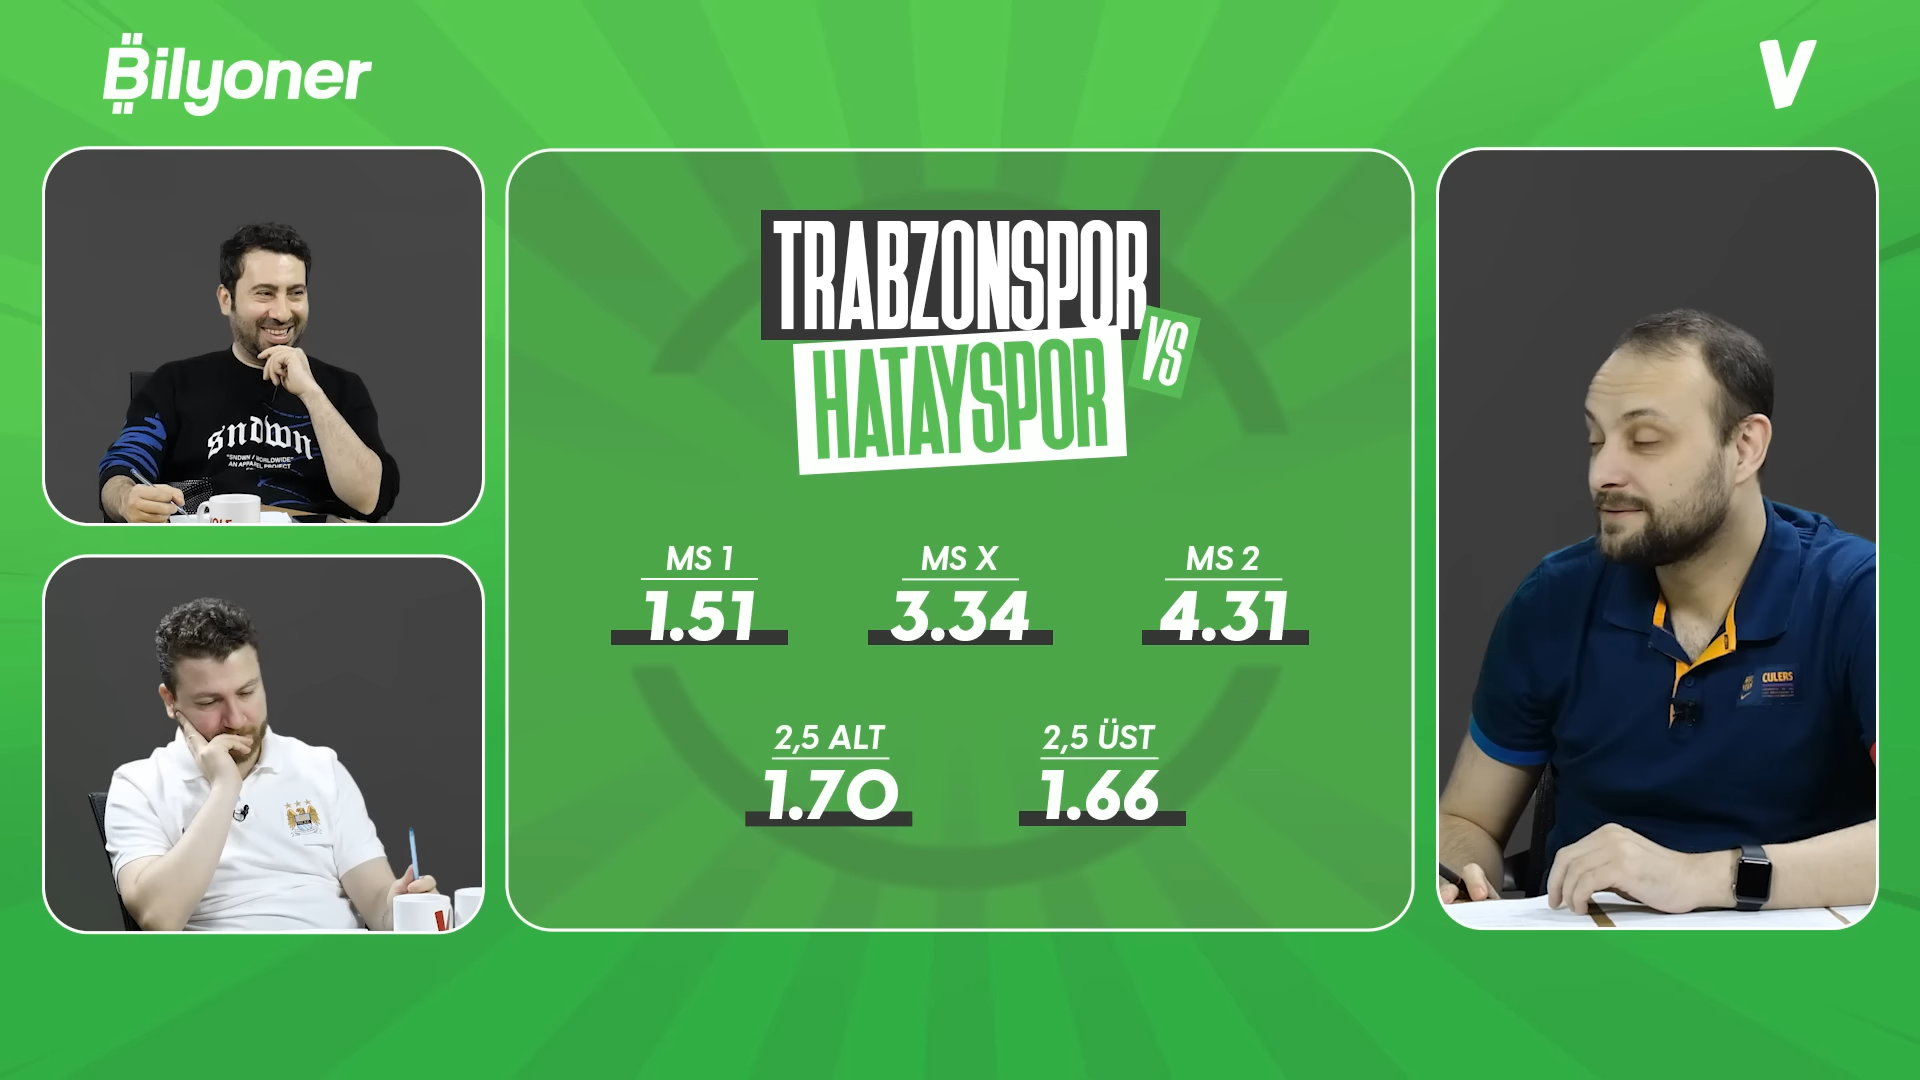 Bilyoner
V
TRABZONSPOR
VS
HATAYSPOR
MS 1
MS X
MS 2
1.51
3.34
4.31
2,5 ALT
2,5 ÜST
1.70
1.66
sndwn
"SNDWN / WORLDWIDE"
AN APPAREL PROJECT
CULERS